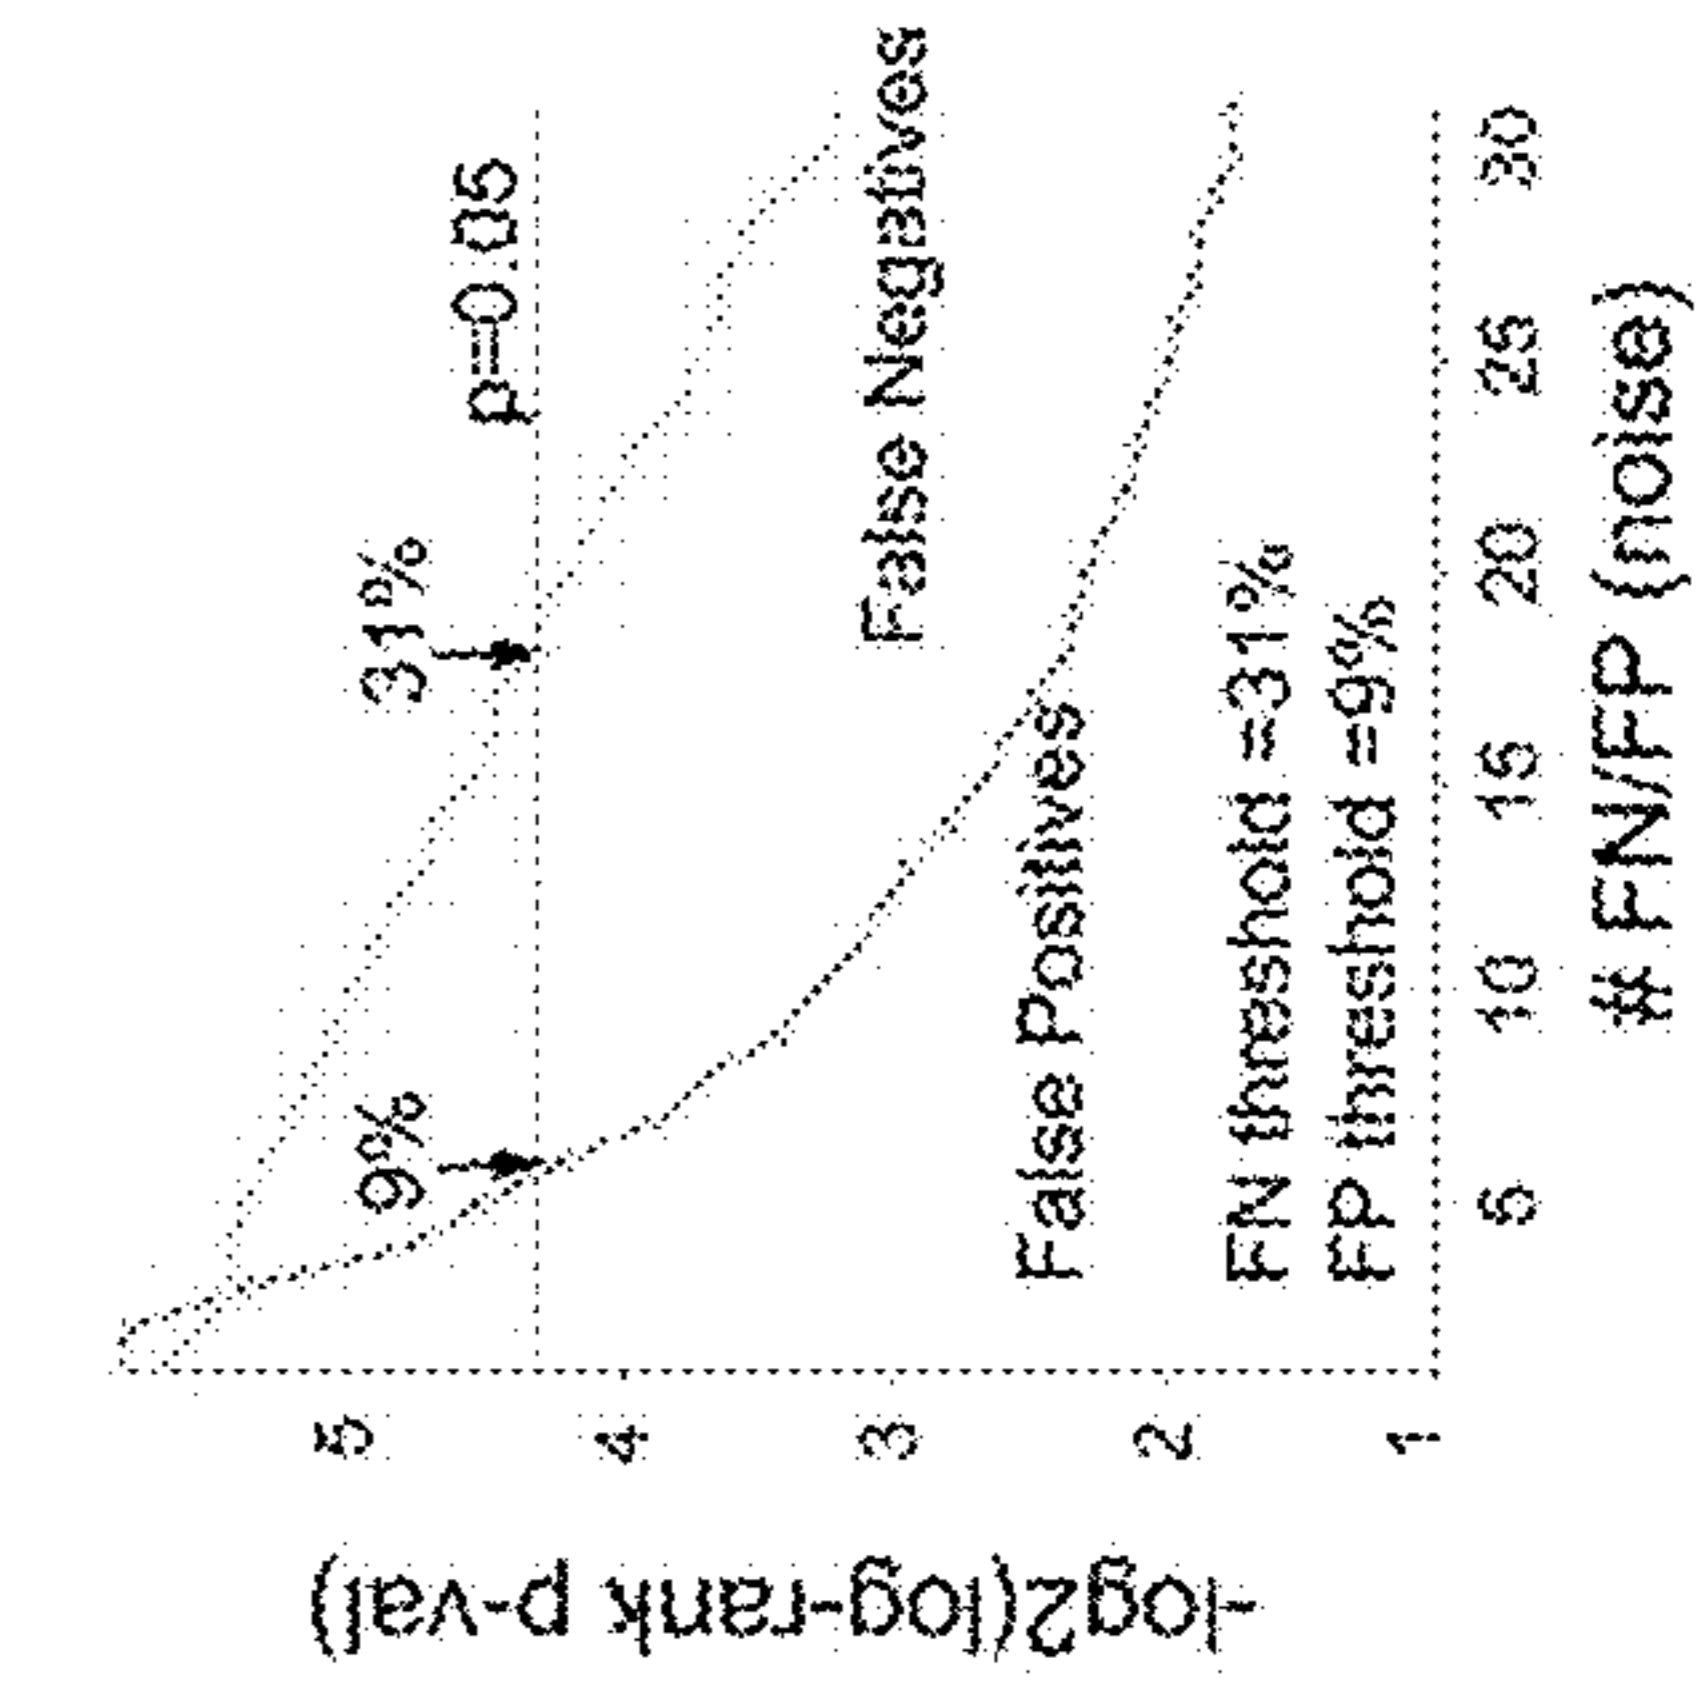 9%
31%
p=0.05
False Negatives
False Positives
FN threshold =31%
FP threshold =9%
5
4
3
2
1
5
10
15
20
25
30
# FN/FP (noise)
-log2(log-rank p-val)